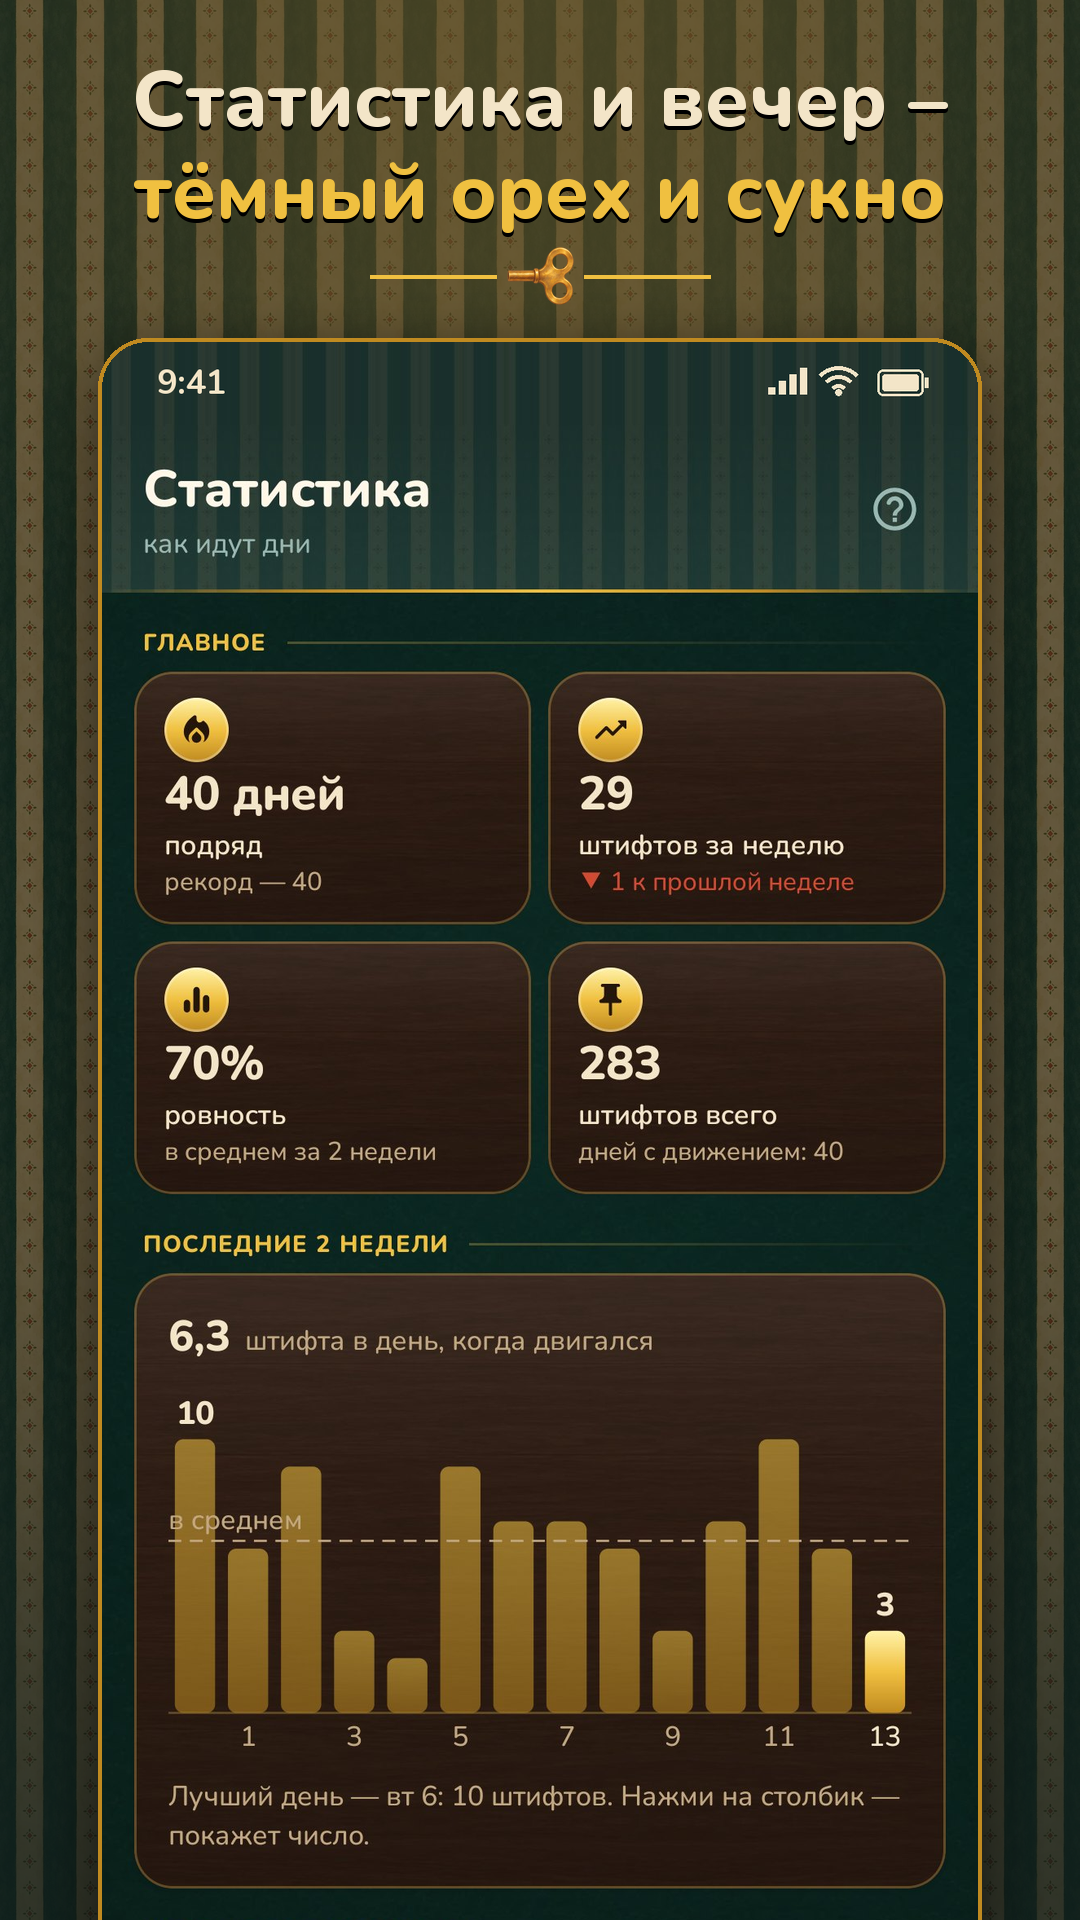 Статистика и вечер –
тёмный орех и сукно
9:41
Статистика
как идут дни
ГЛАВНОЕ
40 дней
подряд
рекорд — 40
29
штифтов за неделю
▼ 1 к прошлой неделе
70%
ровность
в среднем за 2 недели
283
штифтов всего
дней с движением: 40
ПОСЛЕДНИЕ 2 НЕДЕЛИ
6,3 штифта в день, когда двигался
10
в среднем
3
1 3 5 7 9 11 13
Лучший день — вт 6: 10 штифтов. Нажми на столбик —
покажет число.